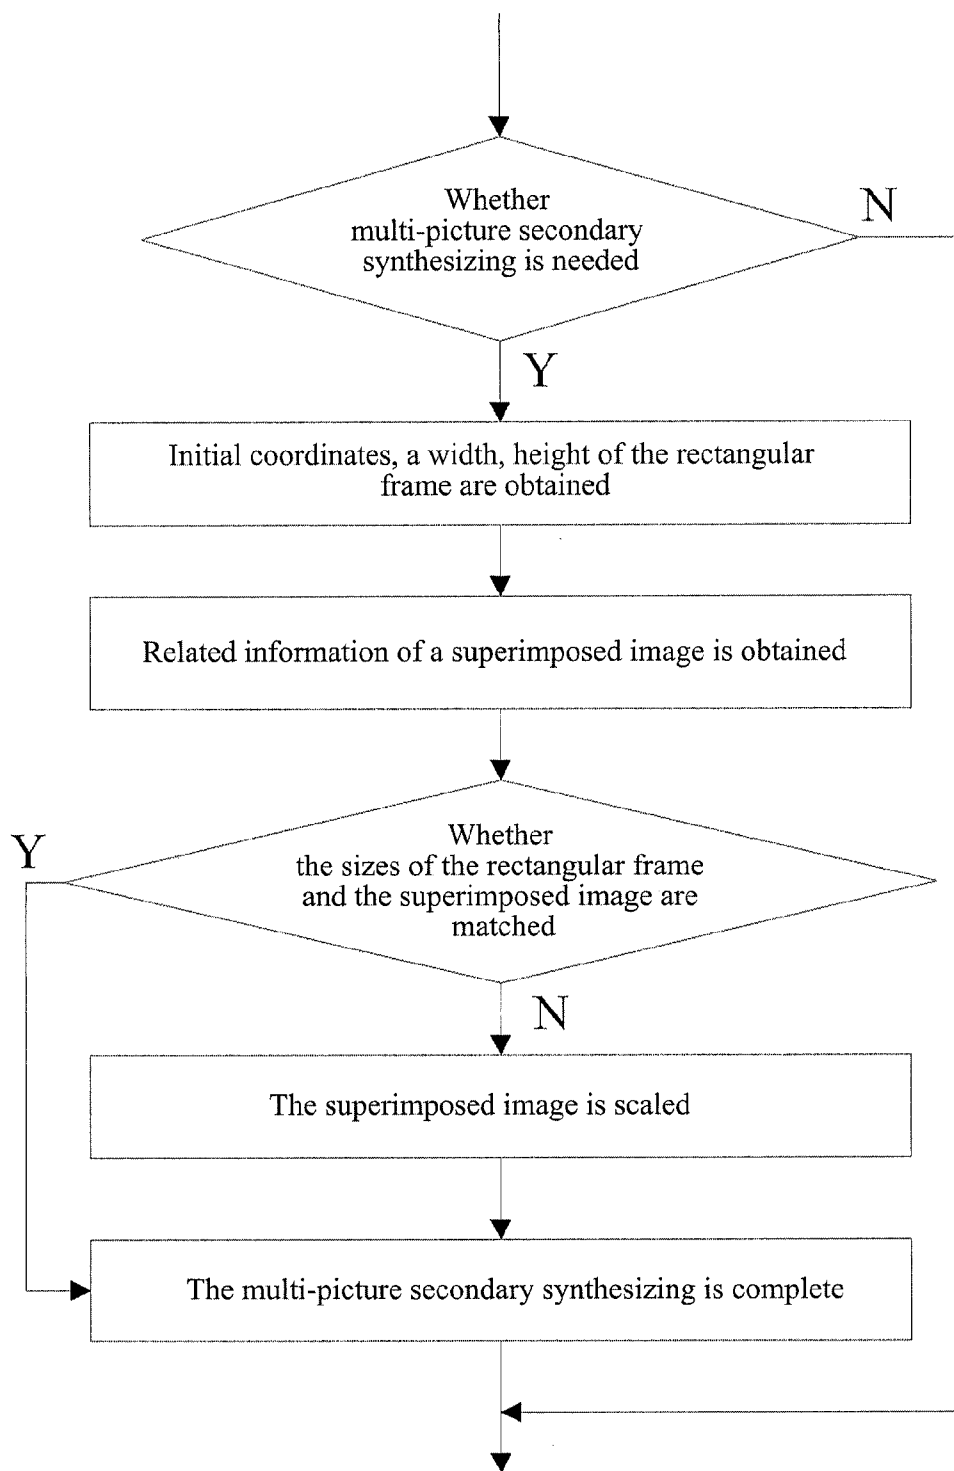 Whether
multi-picture secondary
synthesizing is needed
N
Y
Initial coordinates, a width, height of the rectangular
frame are obtained
Related information of a superimposed image is obtained
Whether
the sizes of the rectangular frame
and the superimposed image are
matched
Y
N
The superimposed image is scaled
The multi-picture secondary synthesizing is complete